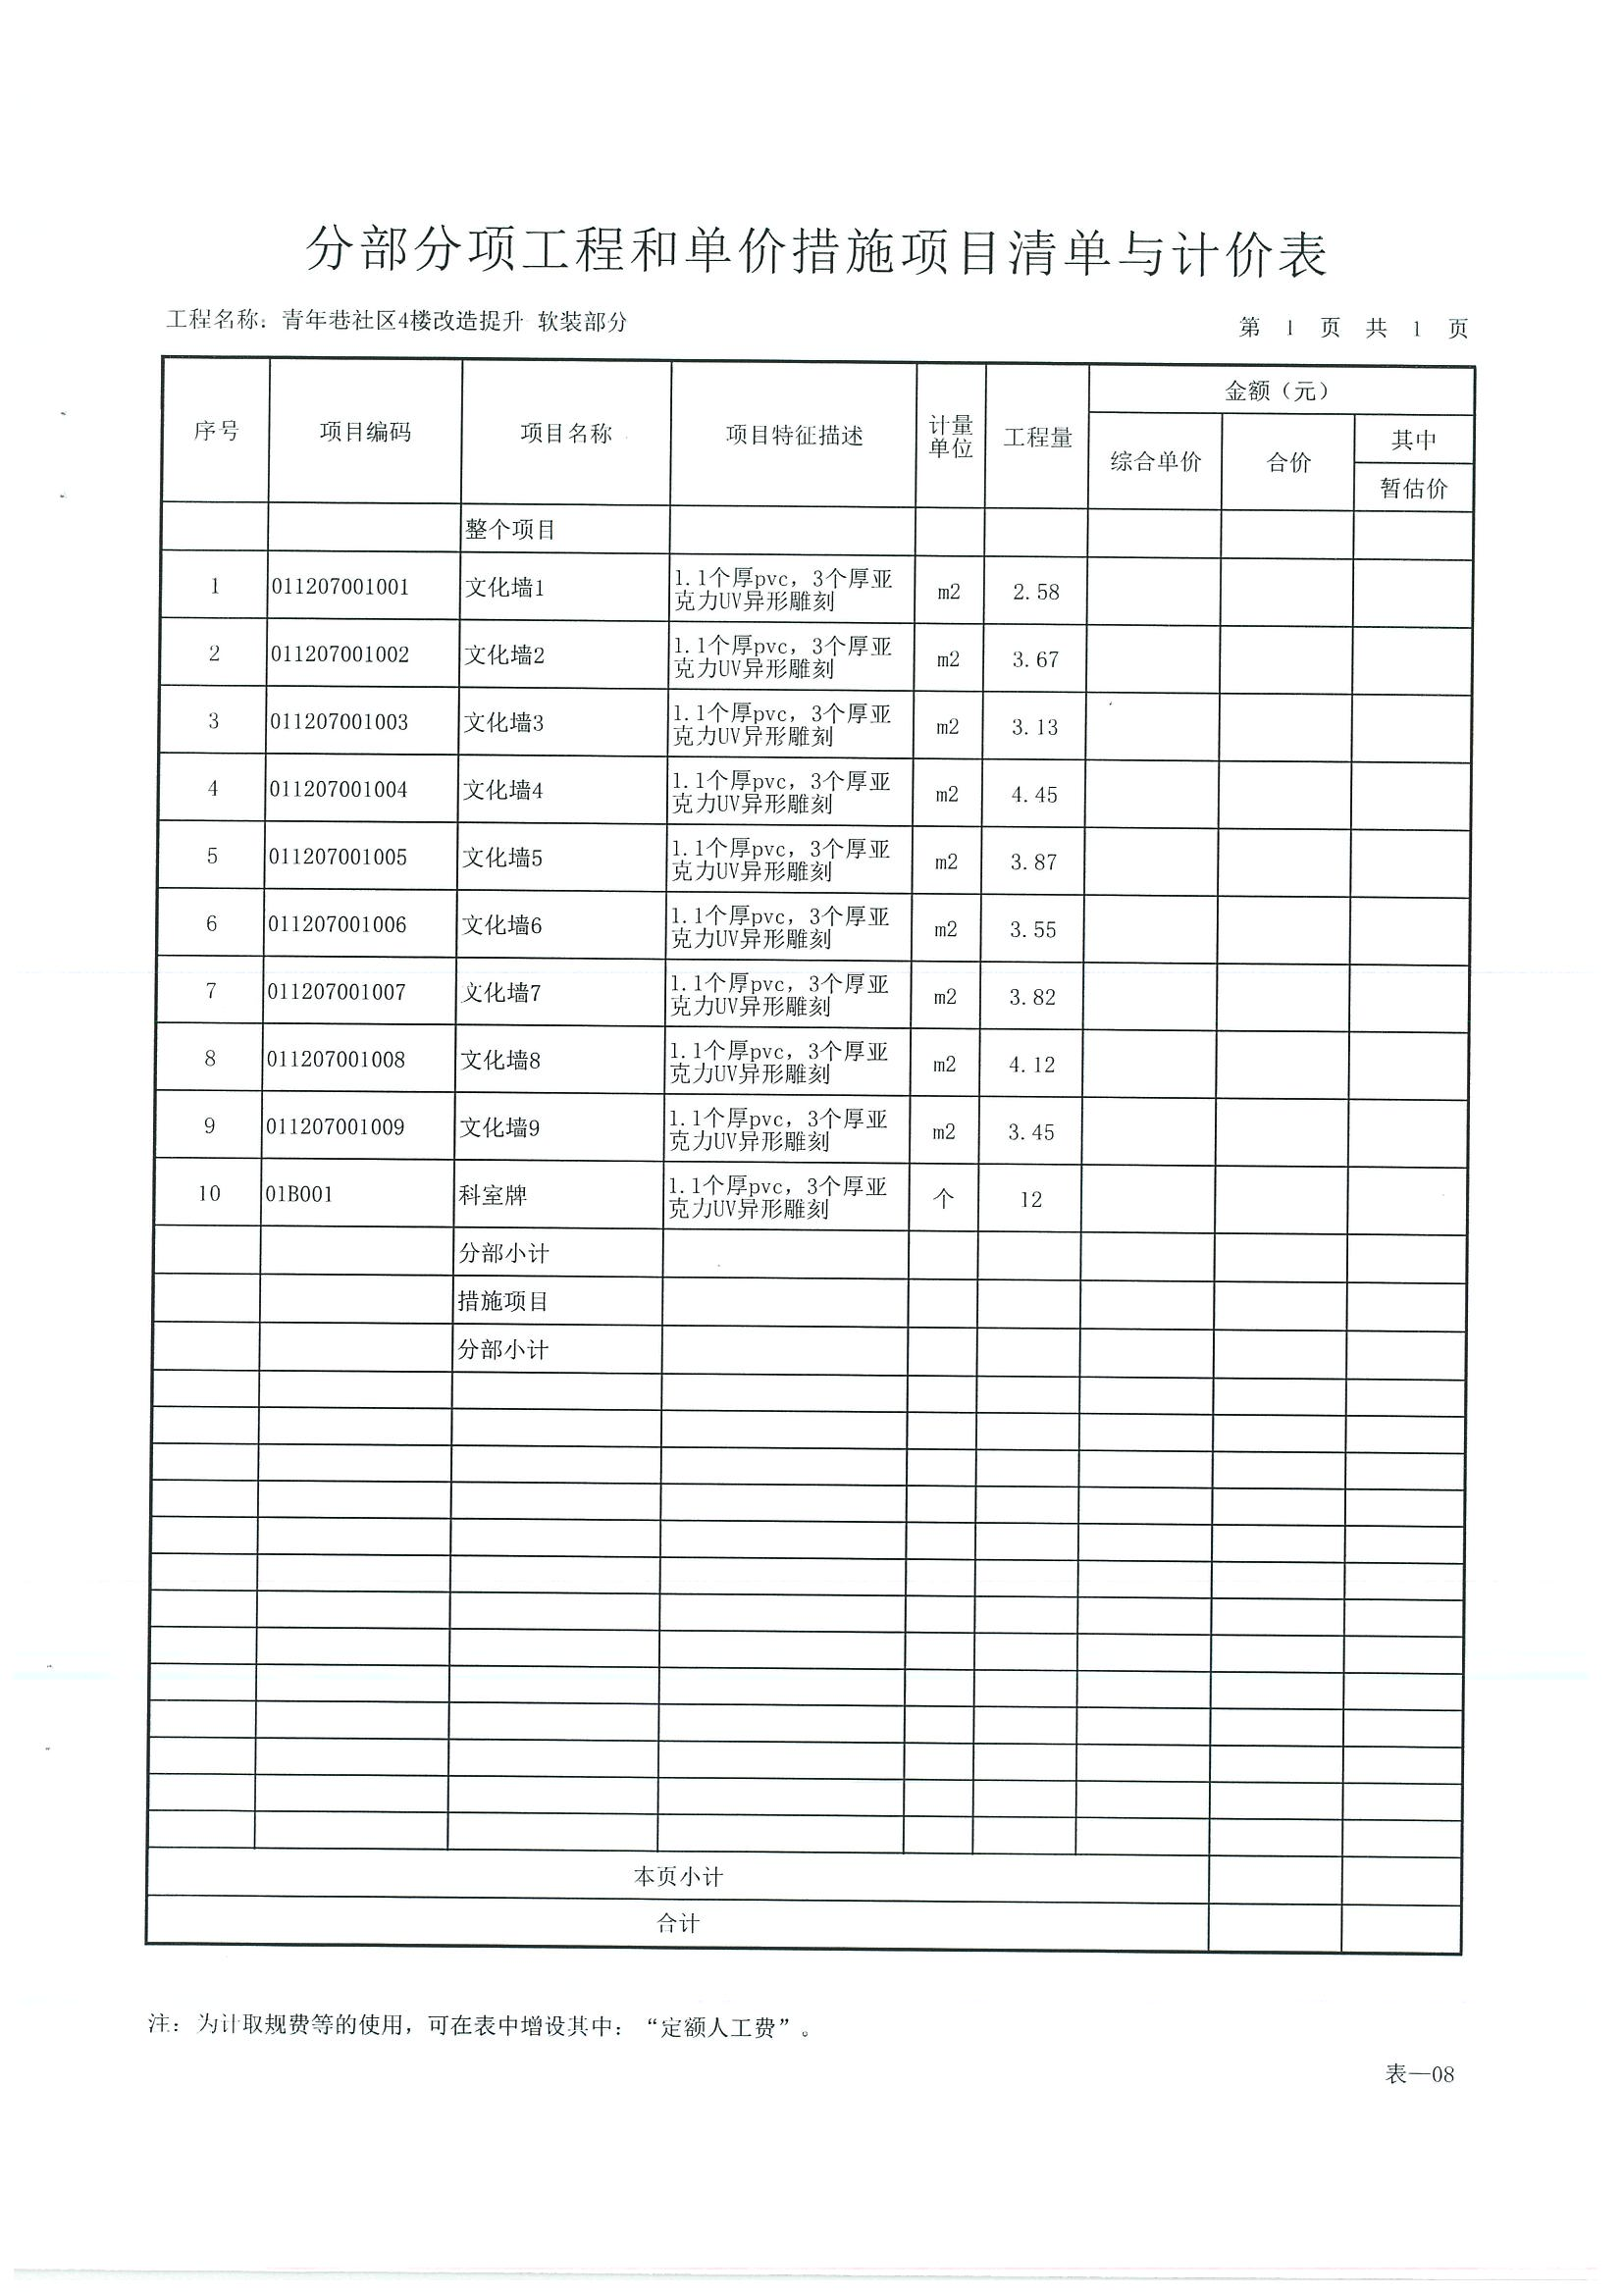 分部分项工程和单价措施项目清单与计价表
工程名称：青年巷社区4楼改造提升 软装部分
第 1 页 共 1 页
序号 项目编码 项目名称 项目特征描述 计量单位 工程量 金额（元）
综合单价 合价 其中
暂估价
整个项目
1 011207001001 文化墙1 1.1个厚pvc，3个厚亚
克力UV异形雕刻 m2 2.58
2 011207001002 文化墙2 1.1个厚pvc，3个厚亚
克力UV异形雕刻 m2 3.67
3 011207001003 文化墙3 1.1个厚pvc，3个厚亚
克力UV异形雕刻 m2 3.13
4 011207001004 文化墙4 1.1个厚pvc，3个厚亚
克力UV异形雕刻 m2 4.45
5 011207001005 文化墙5 1.1个厚pvc，3个厚亚
克力UV异形雕刻 m2 3.87
6 011207001006 文化墙6 1.1个厚pvc，3个厚亚
克力UV异形雕刻 m2 3.55
7 011207001007 文化墙7 1.1个厚pvc，3个厚亚
克力UV异形雕刻 m2 3.82
8 011207001008 文化墙8 1.1个厚pvc，3个厚亚
克力UV异形雕刻 m2 4.12
9 011207001009 文化墙9 1.1个厚pvc，3个厚亚
克力UV异形雕刻 m2 3.45
10 01B001 科室牌 1.1个厚pvc，3个厚亚
克力UV异形雕刻 个 12
分部小计
措施项目
分部小计
本页小计
合计
注：为计取规费等的使用，可在表中增设其中：“定额人工费”。
表—08